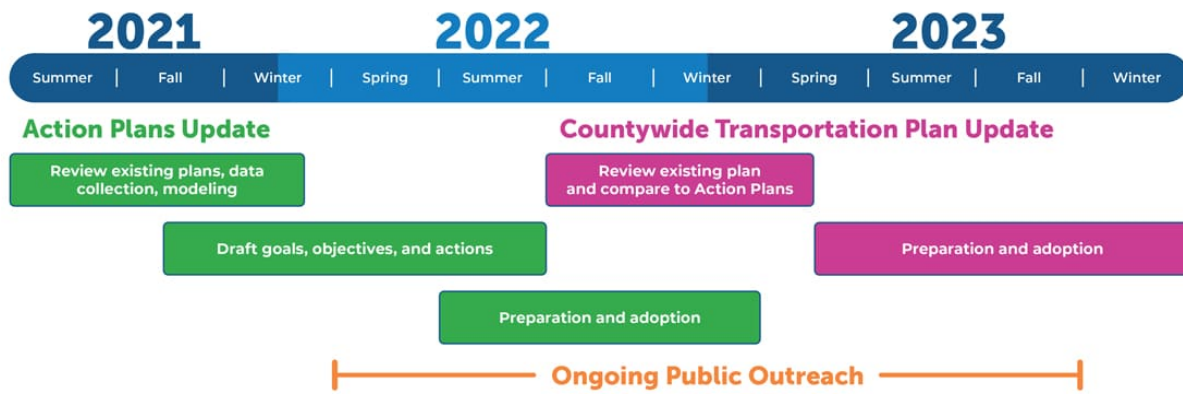 2021 2022 2023
Summer | Fall | Winter | Spring | Summer | Fall | Winter | Spring | Summer | Fall | Winter
Action Plans Update
Countywide Transportation Plan Update
Review existing plans, data
collection, modeling
Review existing plan
and compare to Action Plans
Draft goals, objectives, and actions
Preparation and adoption
Preparation and adoption
Ongoing Public Outreach